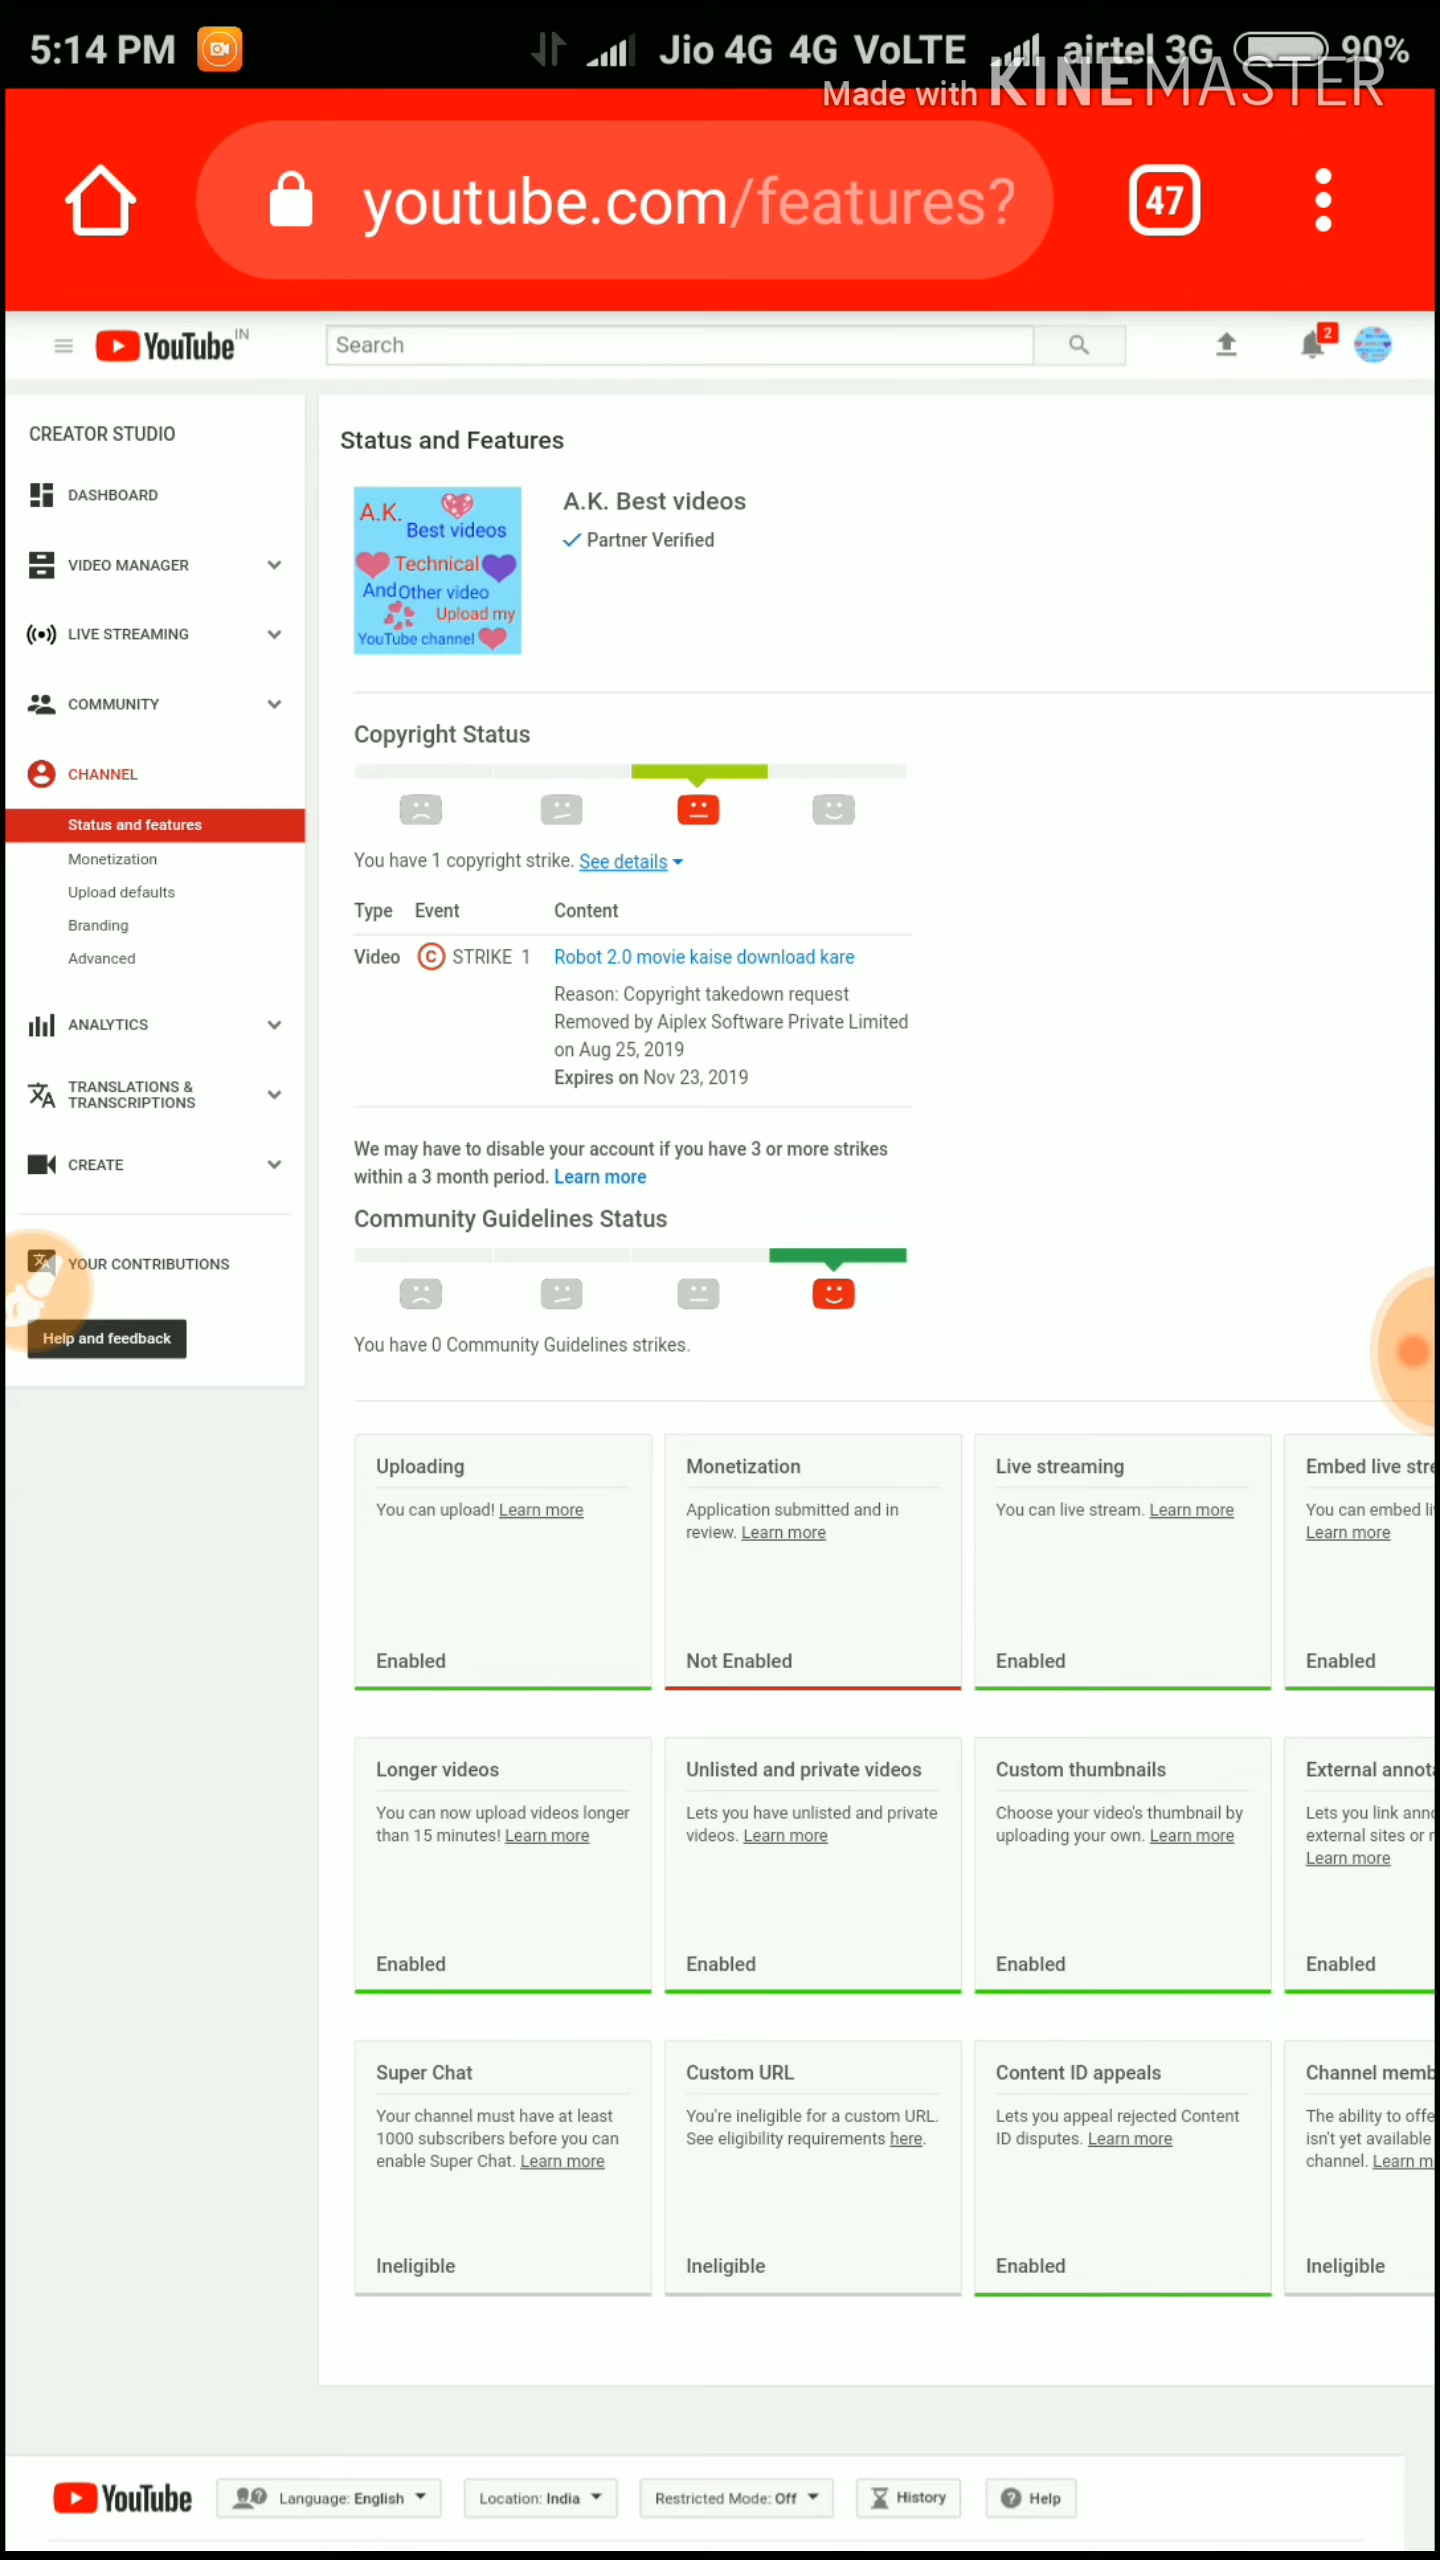 5:14 PM Jio 4G 4G VoLTE airtel 3G 90%
Made with KINEMASTER
youtube.com/features? 47
YouTube IN Search 2
CREATOR STUDIO
DASHBOARD
VIDEO MANAGER
LIVE STREAMING
COMMUNITY
CHANNEL
Status and features
Monetization
Upload defaults
Branding
Advanced
ANALYTICS
TRANSLATIONS &
TRANSCRIPTIONS
CREATE
YOUR CONTRIBUTIONS
Help and feedback
Status and Features
A.K.
Best videos
Technical
And Other video
Upload my
YouTube channel
A.K. Best videos
Partner Verified
Copyright Status
You have 1 copyright strike. See details
Type Event Content
Video C STRIKE 1 Robot 2.0 movie kaise download kare
Reason: Copyright takedown request
Removed by Aiplex Software Private Limited
on Aug 25, 2019
Expires on Nov 23, 2019
We may have to disable your account if you have 3 or more strikes
within a 3 month period. Learn more
Community Guidelines Status
You have 0 Community Guidelines strikes.
Uploading
You can upload! Learn more
Enabled
Monetization
Application submitted and in
review. Learn more
Not Enabled
Live streaming
You can live stream. Learn more
Enabled
Embed live
You can embed
Learn more
Enabled
Longer videos
You can now upload videos longer
than 15 minutes! Learn more
Enabled
Unlisted and private videos
Lets you have unlisted and private
videos. Learn more
Enabled
Custom thumbnails
Choose your video's thumbnail by
uploading your own. Learn more
Enabled
External
Lets you link
external sites or
Learn more
Enabled
Super Chat
Your channel must have at least
1000 subscribers before you can
enable Super Chat. Learn more
Ineligible
Custom URL
You're ineligible for a custom URL.
See eligibility requirements here.
Ineligible
Content ID appeals
Lets you appeal rejected Content
ID disputes. Learn more
Enabled
Channel
The ability to
isn't yet available
channel. Learn
Ineligible
YouTube Language: English Location: India Restricted Mode: Off History Help